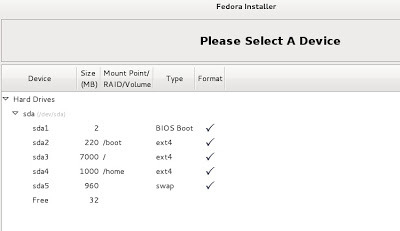 Fedora Installer
Please Select A Device
Device Size (MB) Mount Point/ RAID/Volume Type Format
Hard Drives
sda (/dev/sda)
sda1 2 BIOS Boot ✓
sda2 220 /boot ext4 ✓
sda3 7000 / ext4 ✓
sda4 1000 /home ext4 ✓
sda5 960 swap ✓
Free 32